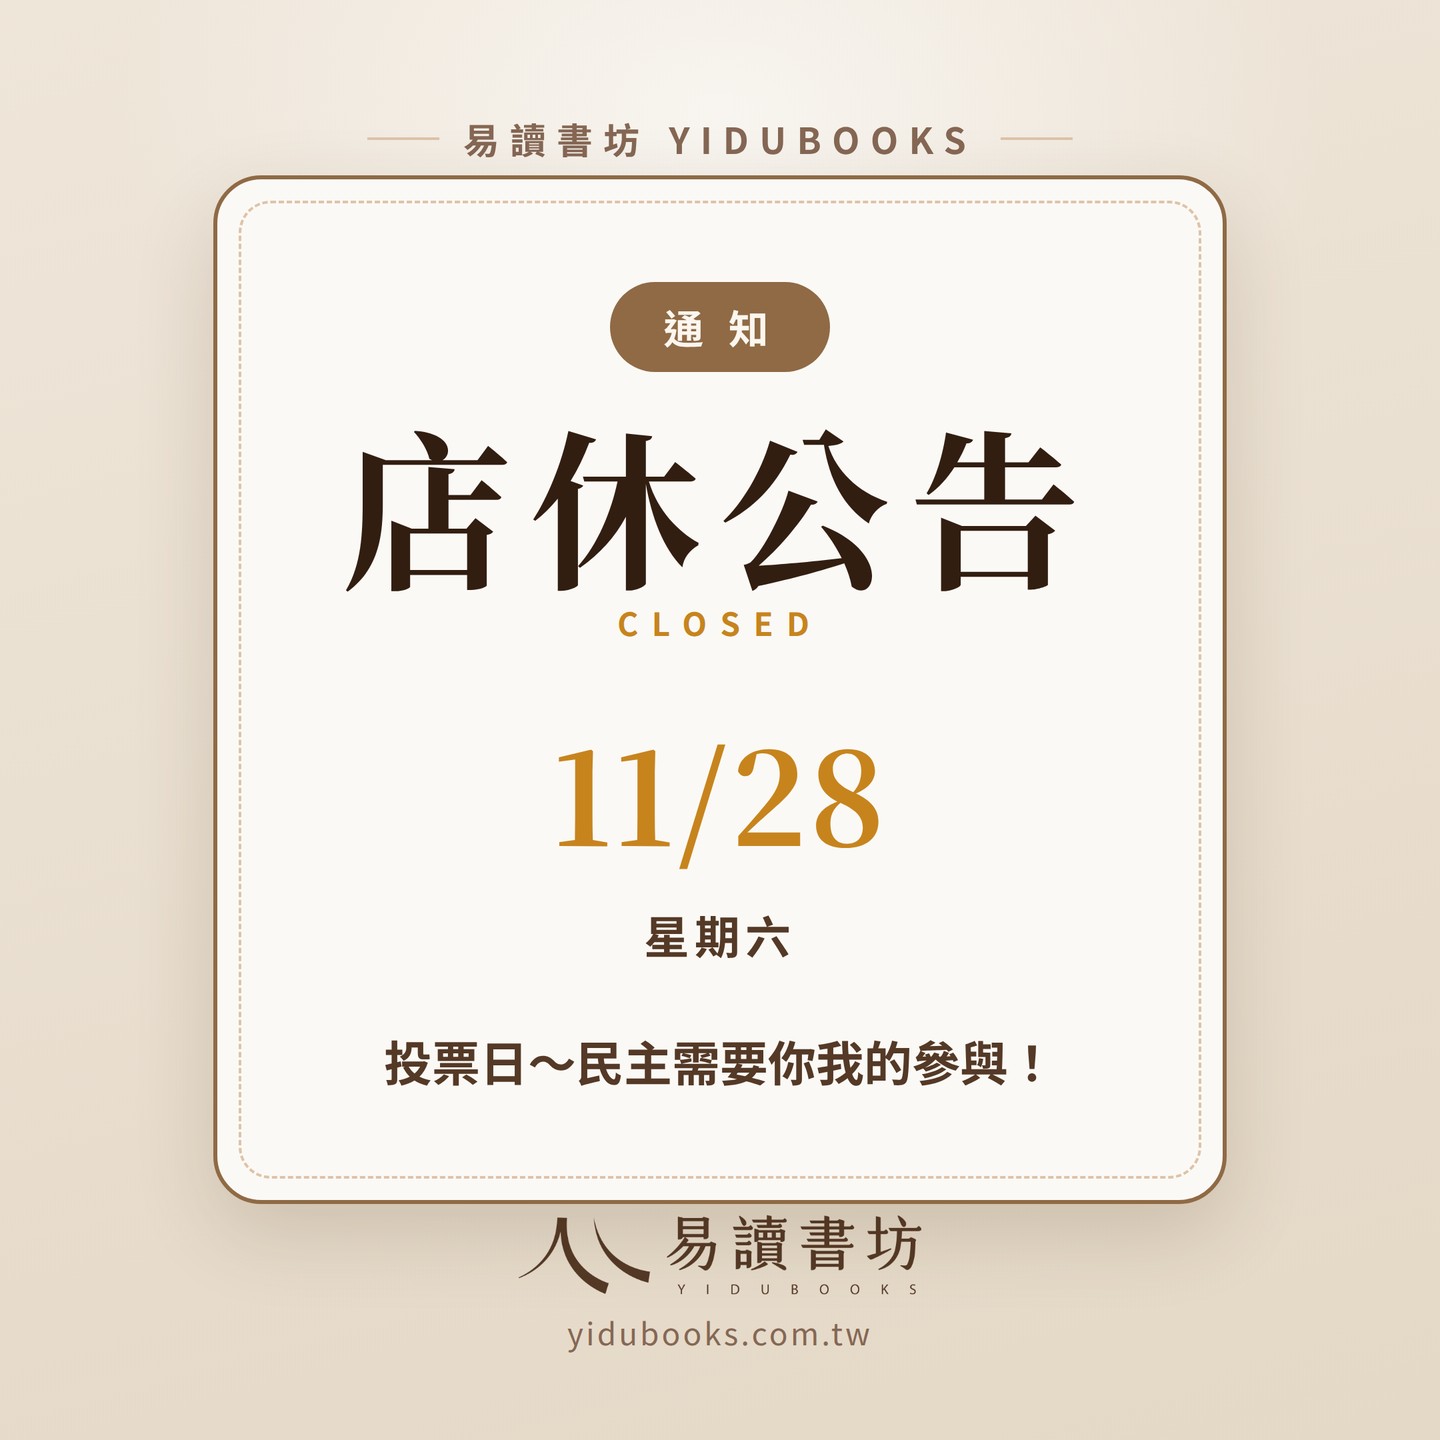 易讀書坊 YIDUBOOKS
通知
店休公告
CLOSED
11/28
星期六
投票日～民主需要你我的參與！
易讀書坊
YIDUBOOKS
yidubooks.com.tw